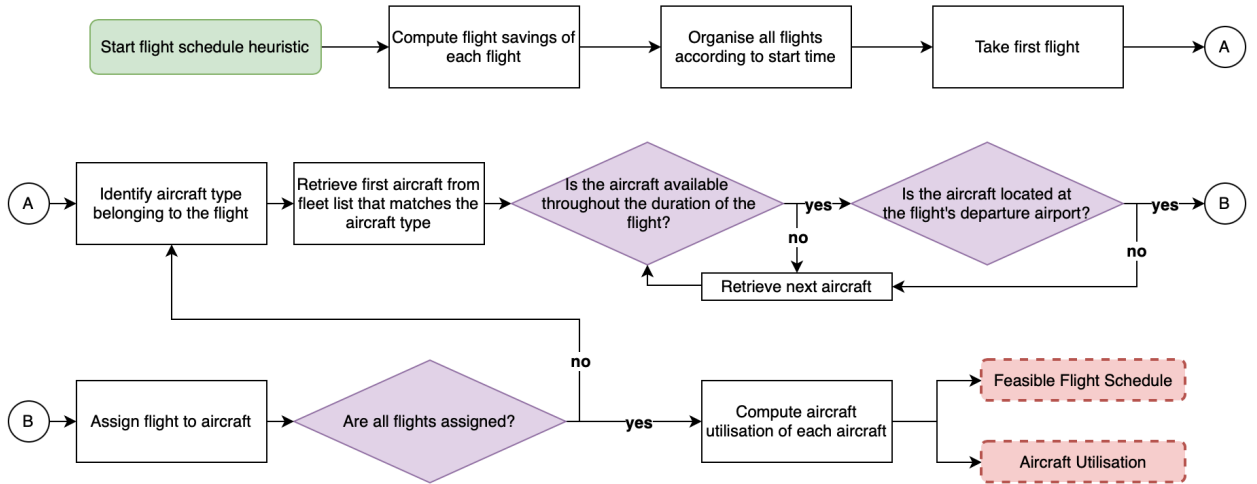 Start flight schedule heuristic
Compute flight savings of
each flight
Organise all flights
according to start time
Take first flight
A
A
Identify aircraft type
belonging to the flight
Retrieve first aircraft from
fleet list that matches the
aircraft type
Is the aircraft available
throughout the duration of the
flight?
yes
no
Is the aircraft located at
the flight's departure airport?
yes
B
no
Retrieve next aircraft
no
B
Assign flight to aircraft
Are all flights assigned?
yes
Compute aircraft
utilisation of each aircraft
Feasible Flight Schedule
Aircraft Utilisation